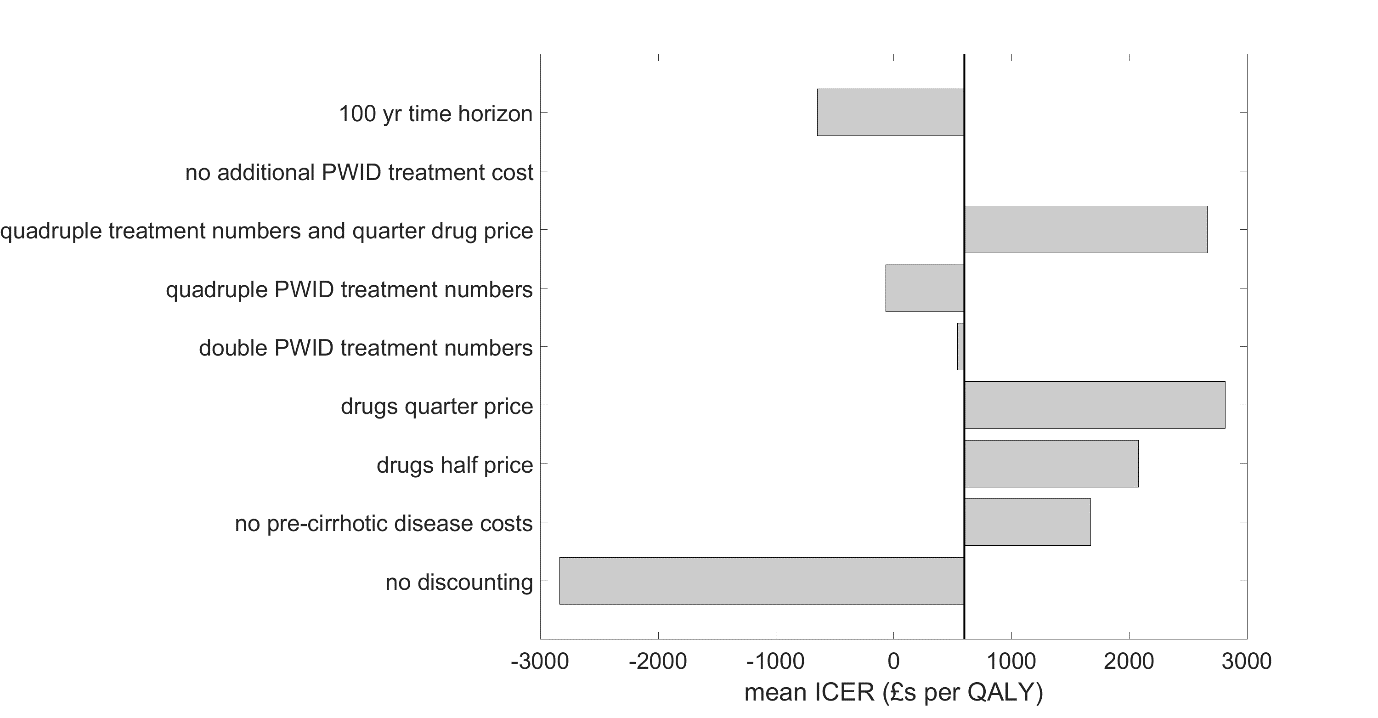 100 yr time horizon
no additional PWID treatment cost
quadruple treatment numbers and quarter drug price
quadruple PWID treatment numbers
double PWID treatment numbers
drugs quarter price
drugs half price
no pre-cirrhotic disease costs
no discounting
-3000 -2000 -1000 0 1000 2000 3000
mean ICER (£s per QALY)